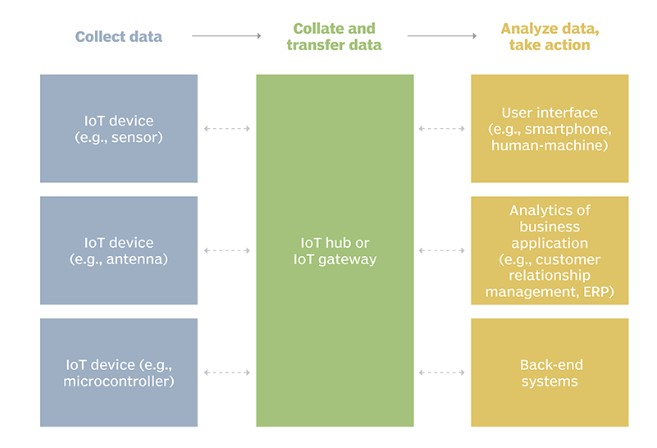 Collect data
Collate and
transfer data
Analyze data,
take action
IoT device
(e.g., sensor)
IoT device
(e.g., antenna)
IoT device (e.g.,
microcontroller)
IoT hub or
IoT gateway
User interface
(e.g., smartphone,
human-machine)
Analytics of
business
application
(e.g., customer
relationship
management, ERP)
Back-end
systems